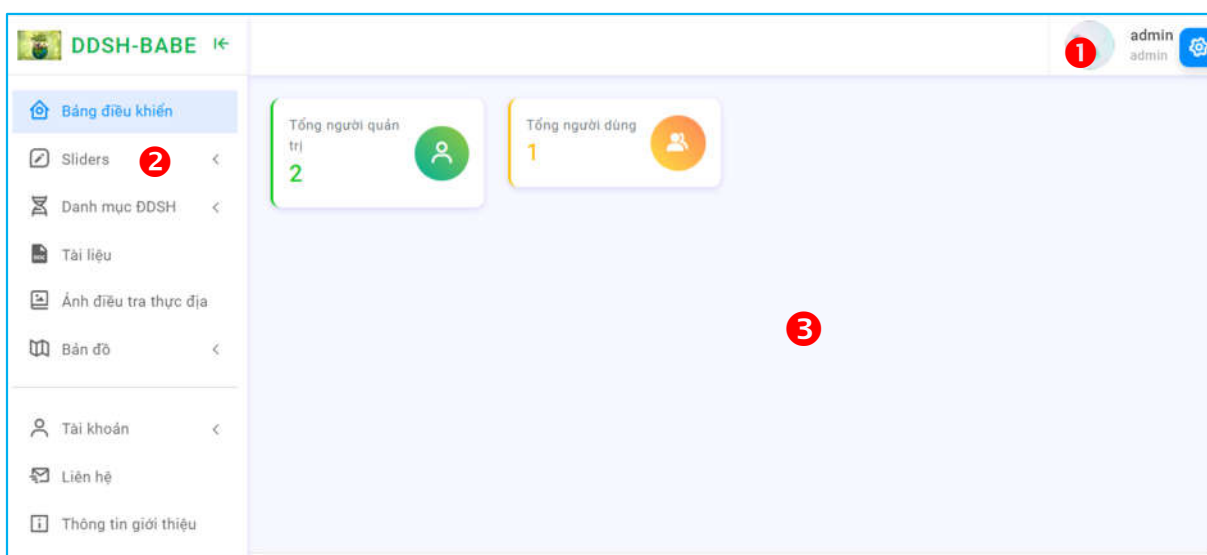 DDSH-BABE
admin
admin
1
Bảng điều khiển
Sliders
2
Danh mục ĐDSH
Tài liệu
Ảnh điều tra thực địa
Bản đồ
Tài khoản
Liên hệ
Thông tin giới thiệu
Tổng người quản
trị
2
Tổng người dùng
1
3